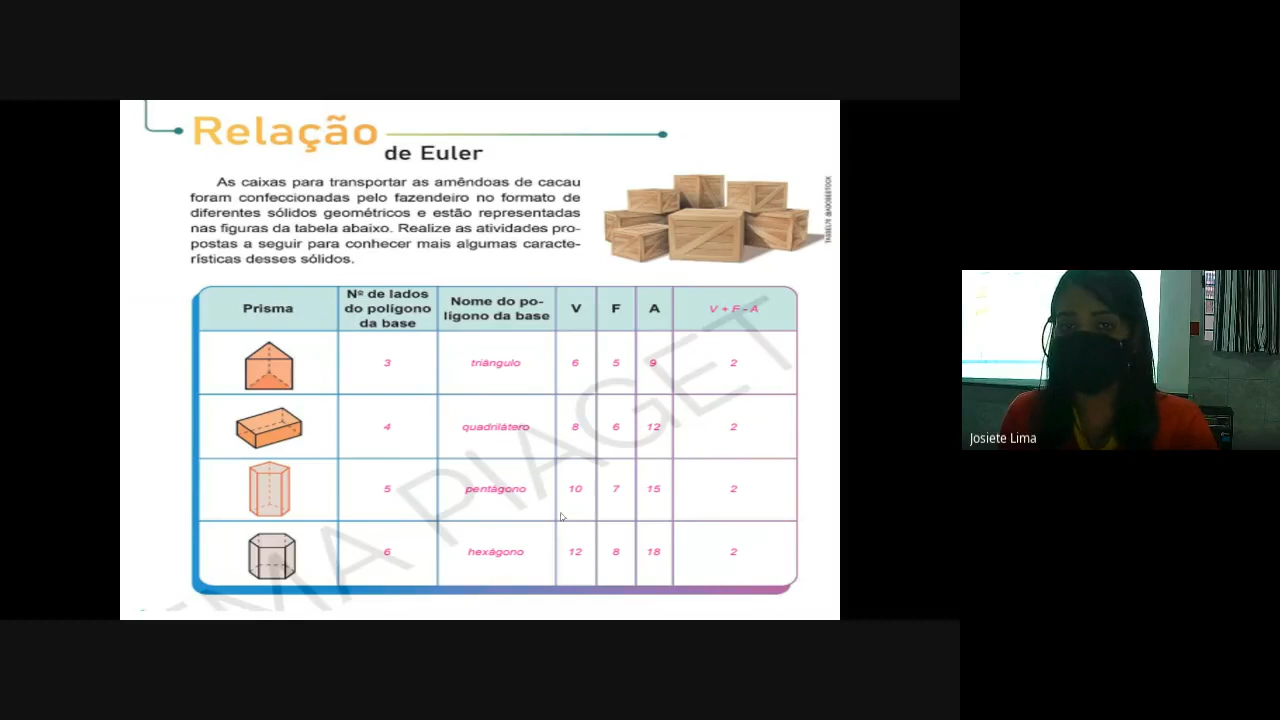 Relação
de Euler
As caixas para transportar as amêndoas de cacau
foram confeccionadas pelo fazendeiro no formato de
diferentes sólidos geométricos e estão representadas
nas figuras da tabela abaixo. Realize as atividades pro-
postas a seguir para conhecer mais algumas caracte-
rísticas desses sólidos.
Prisma
Nº de lados
do polígono
da base
Nome do po-
lígono da base
V
F
A
V + F - A
3 triângulo 6 5 9 2
4 quadrilátero 8 6 12 2
5 pentágono 10 7 15 2
6 hexágono 12 8 18 2
EMA PIAGET
Josiete Lima